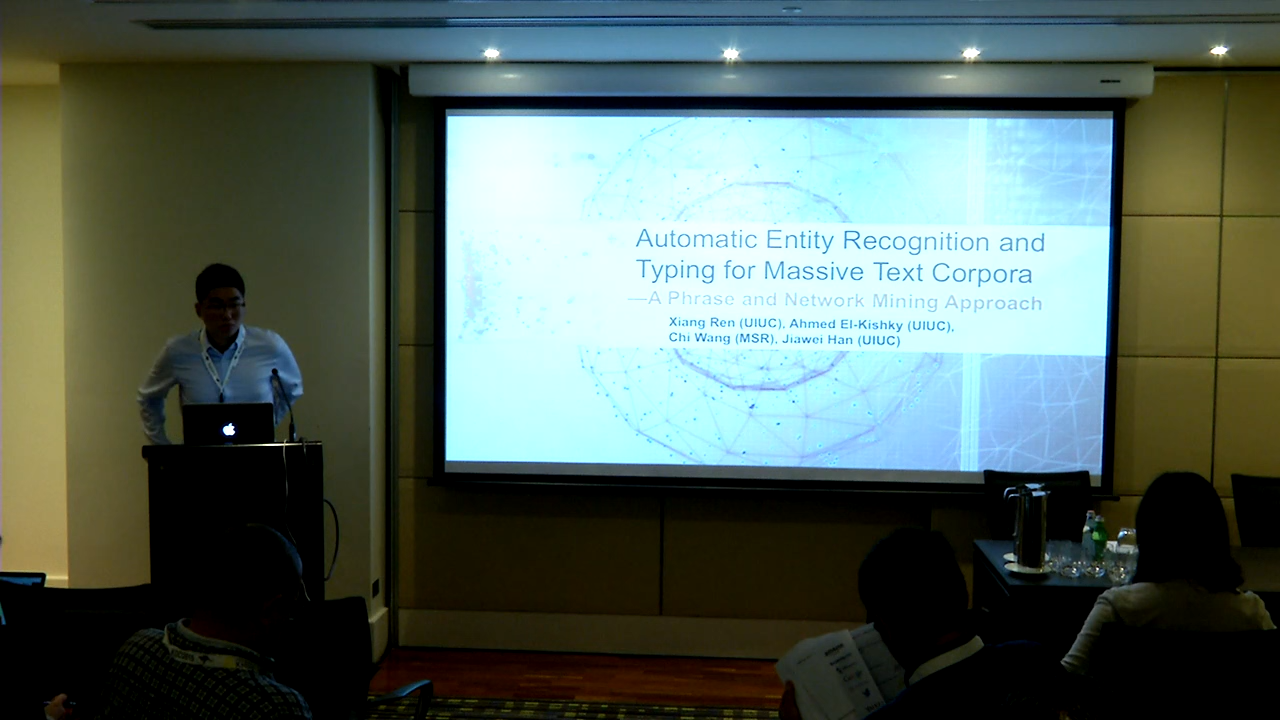 Automatic Entity Recognition and
Typing for Massive Text Corpora
—A Phrase and Network Mining Approach
Xiang Ren (UIUC), Ahmed El-Kishky (UIUC),
Chi Wang (MSR), Jiawei Han (UIUC)